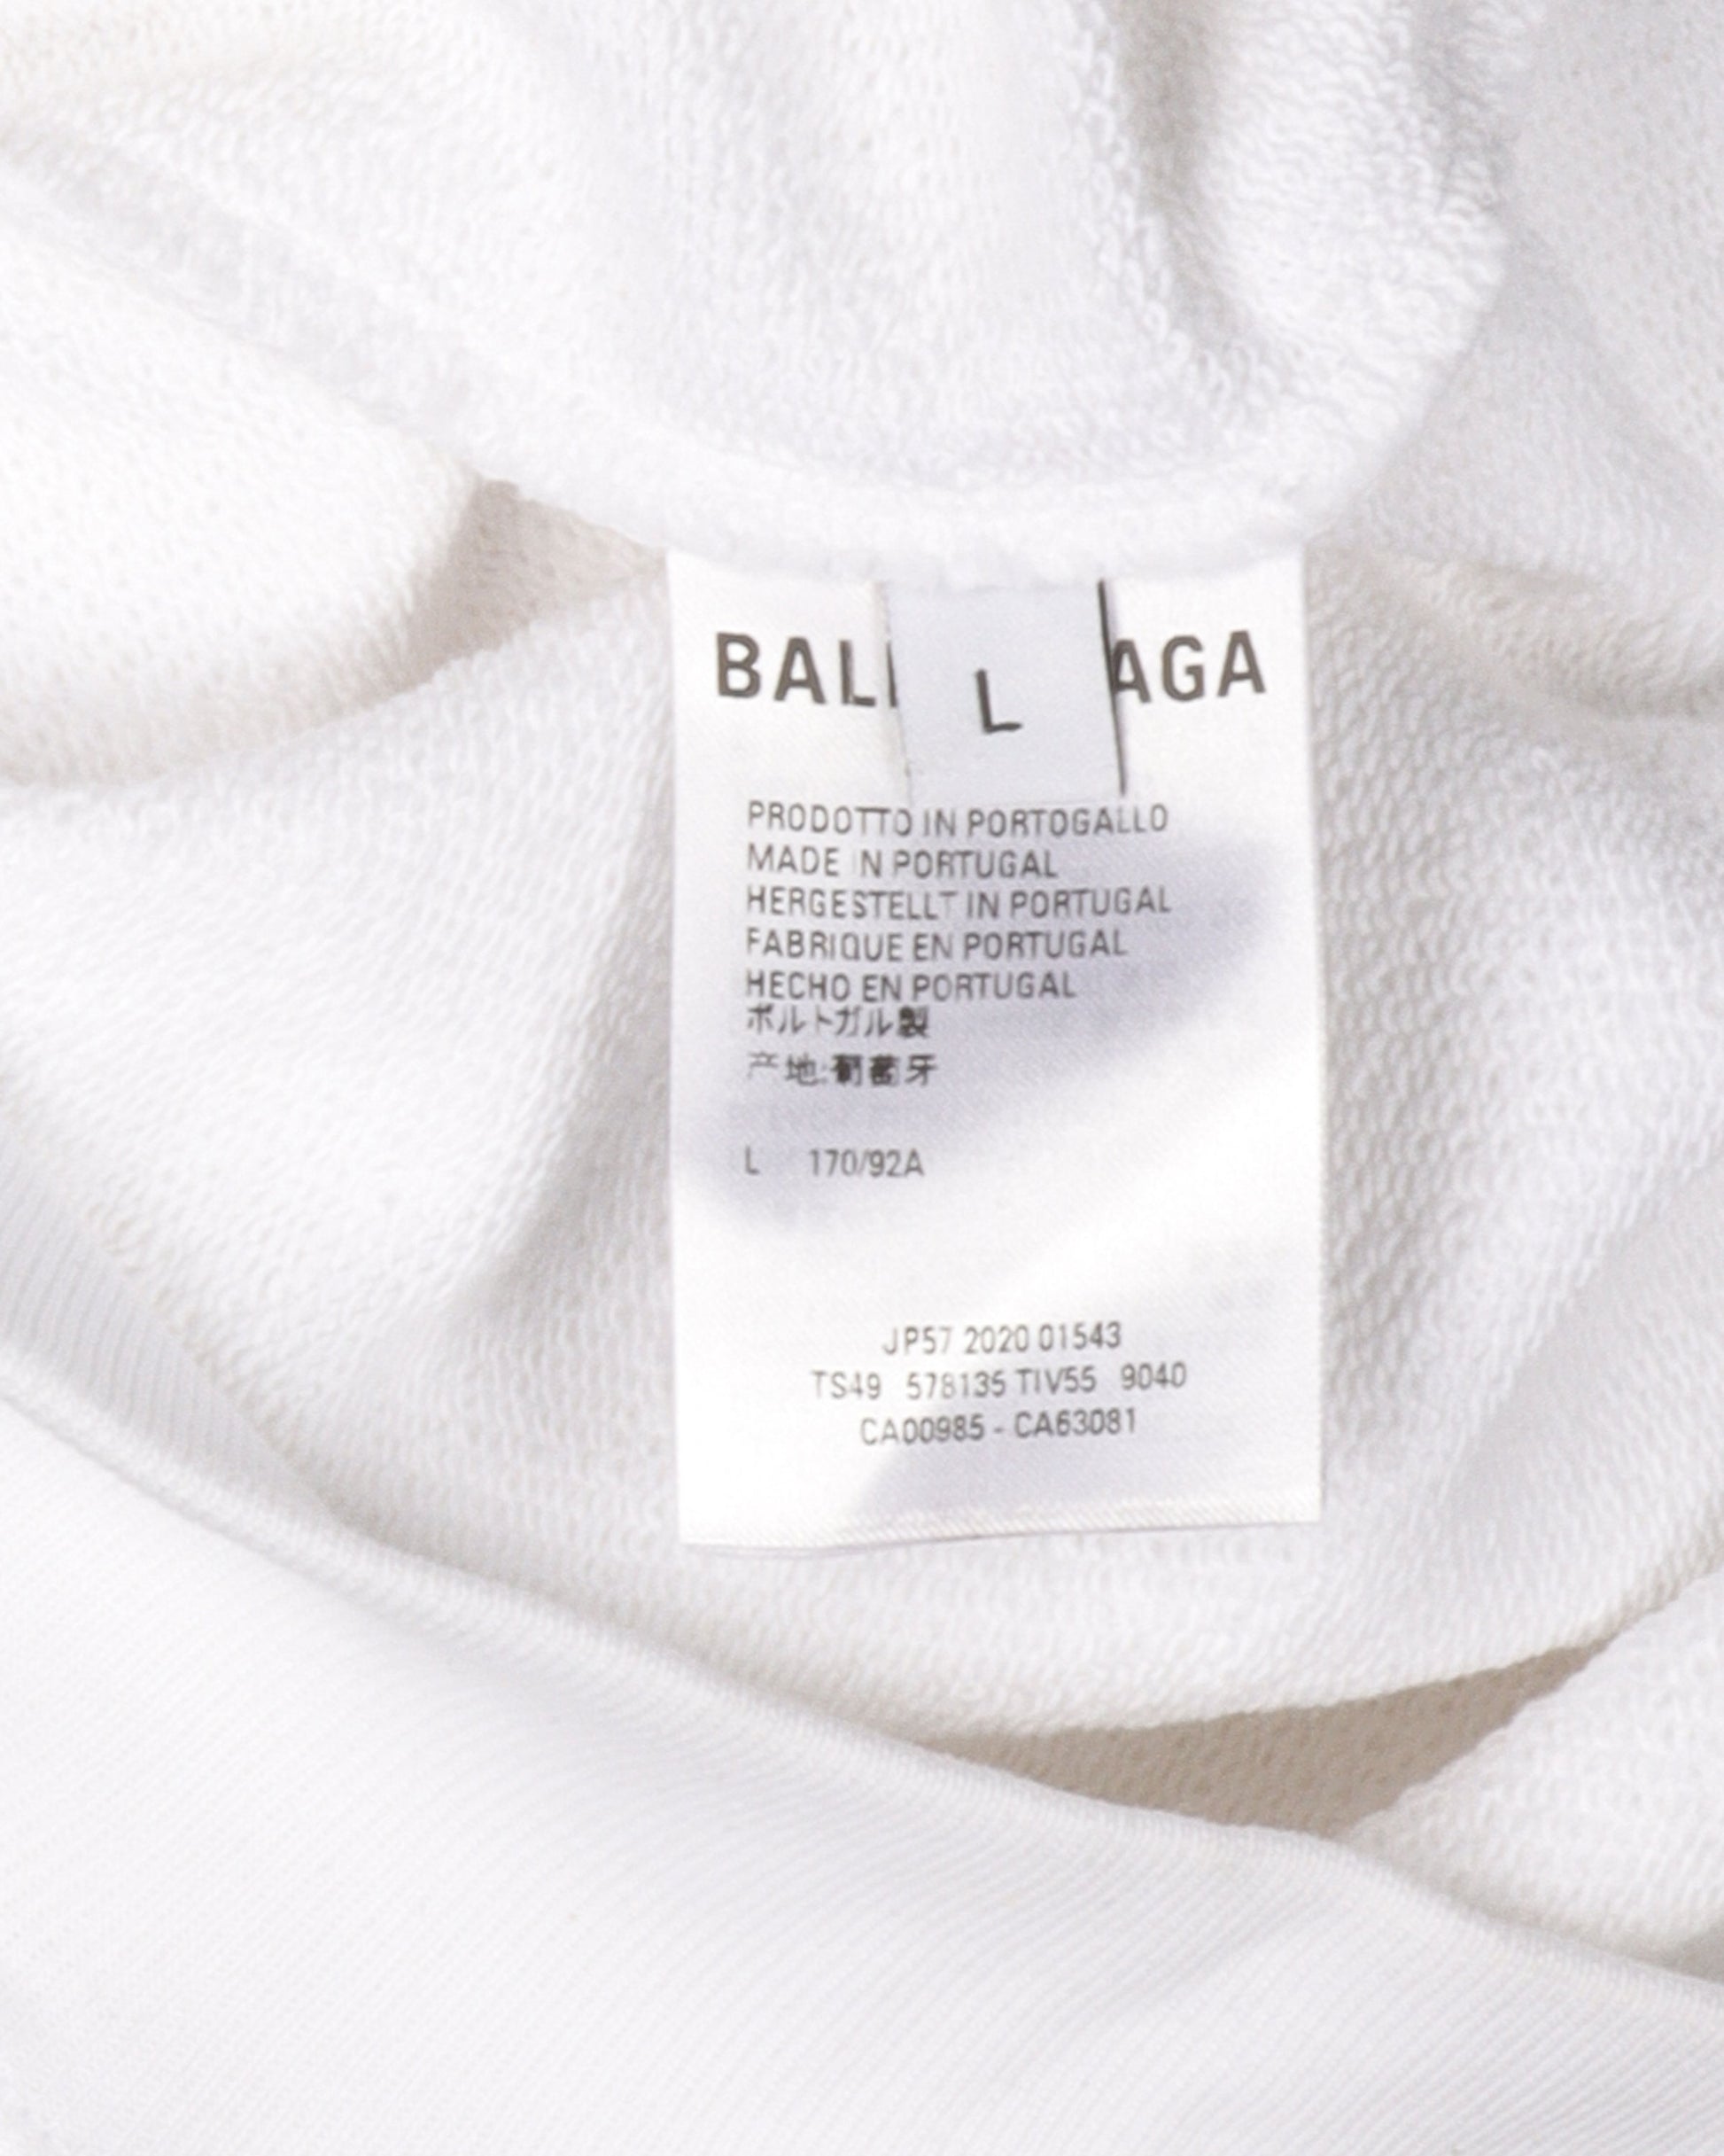 BAL AGA
L
PRODOTTO IN PORTOGALLO
MADE IN PORTUGAL
HERGESTELLT IN PORTUGAL
FABRIQUE EN PORTUGAL
HECHO EN PORTUGAL
ポルトガル製
产地:葡萄牙
L 170/92A
JP57 2020 01543
TS49 578135 TIV55 9040
CA00985 - CA63081